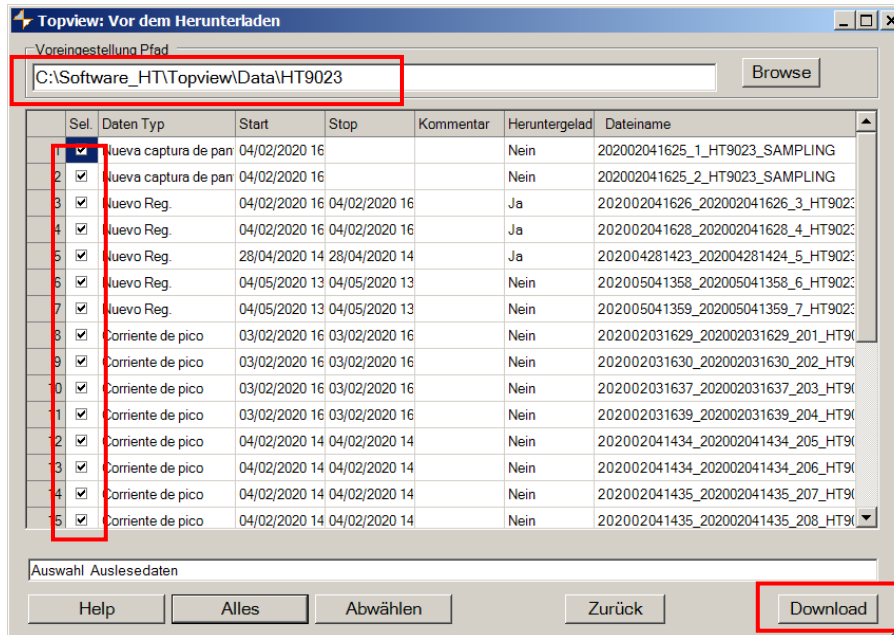 Topview: Vor dem Herunterladen
Voreingestellung Pfad
C:\Software_HT\Topview\Data\HT9023 Browse
Sel. Daten Typ Start Stop Kommentar Heruntergelad Dateiname
1 Nueva captura de pan 04/02/2020 16 Nein 202002041625_1_HT9023_SAMPLING
2 Nueva captura de pan 04/02/2020 16 Nein 202002041625_2_HT9023_SAMPLING
3 Nuevo Reg. 04/02/2020 16 04/02/2020 16 Ja 202002041626_202002041626_3_HT9023
4 Nuevo Reg. 04/02/2020 16 04/02/2020 16 Ja 202002041628_202002041628_4_HT9023
5 Nuevo Reg. 28/04/2020 14 28/04/2020 14 Ja 202004281423_202004281424_5_HT9023
6 Nuevo Reg. 04/05/2020 13 04/05/2020 13 Nein 202005041358_202005041358_6_HT9023
7 Nuevo Reg. 04/05/2020 13 04/05/2020 13 Nein 202005041359_202005041359_7_HT9023
8 Corriente de pico 03/02/2020 16 03/02/2020 16 Nein 202002031629_202002031629_201_HT90
9 Corriente de pico 03/02/2020 16 03/02/2020 16 Nein 202002031630_202002031630_202_HT90
10 Corriente de pico 03/02/2020 16 03/02/2020 16 Nein 202002031637_202002031637_203_HT90
11 Corriente de pico 03/02/2020 16 03/02/2020 16 Nein 202002031639_202002031639_204_HT90
12 Corriente de pico 04/02/2020 14 04/02/2020 14 Nein 202002041434_202002041434_205_HT90
13 Corriente de pico 04/02/2020 14 04/02/2020 14 Nein 202002041434_202002041434_206_HT90
14 Corriente de pico 04/02/2020 14 04/02/2020 14 Nein 202002041435_202002041435_207_HT90
15 Corriente de pico 04/02/2020 14 04/02/2020 14 Nein 202002041435_202002041435_208_HT90
Auswahl Auslesedaten
Help Alles Abwählen Zurück Download